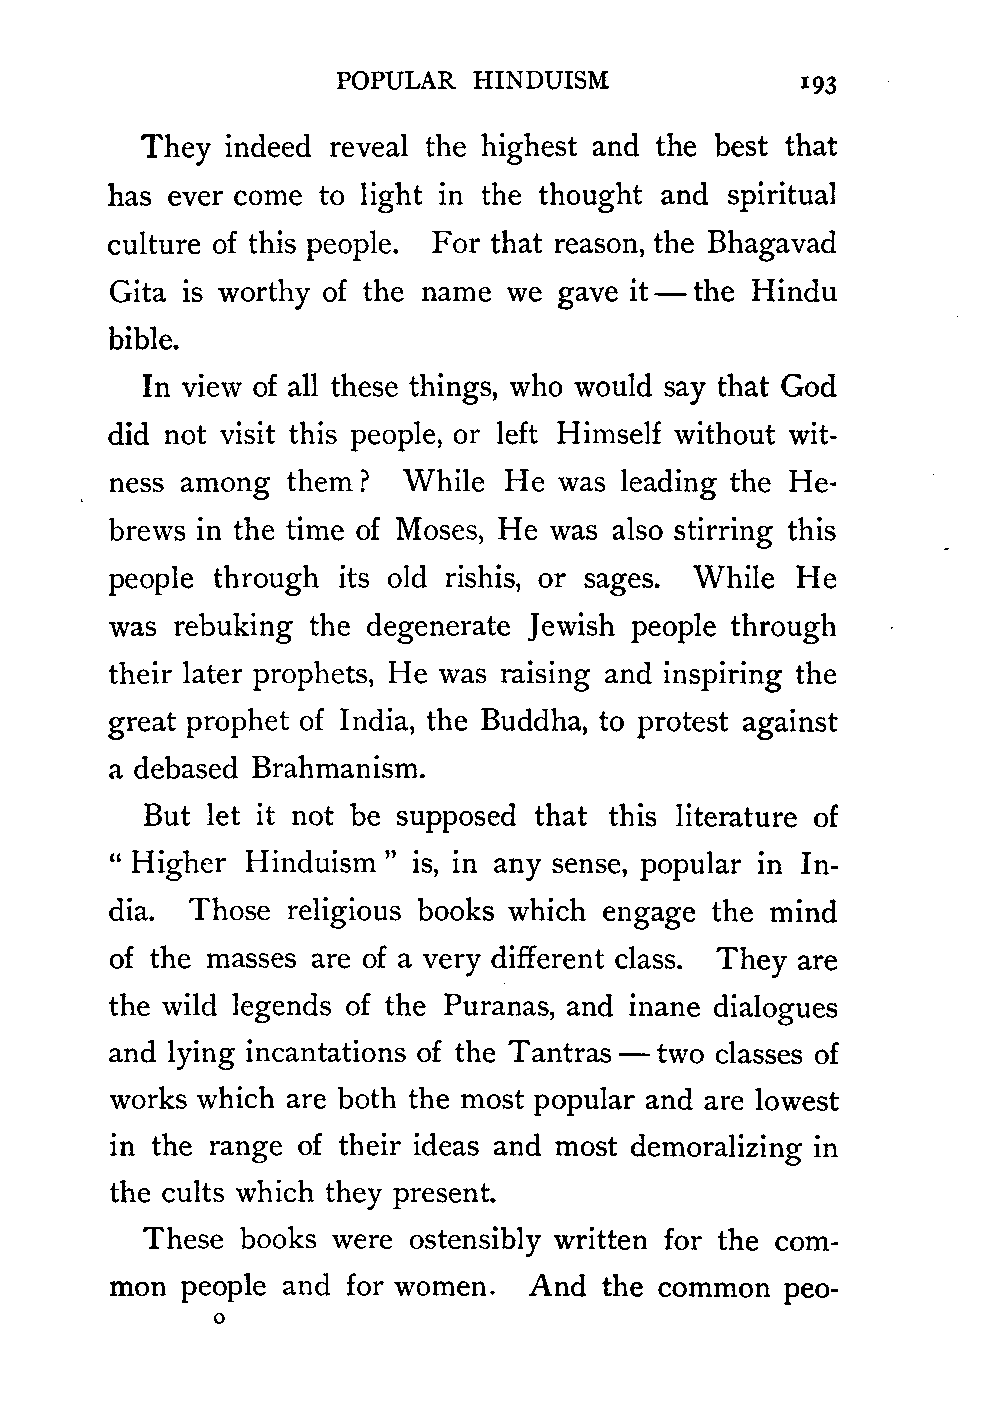 POPULAR HINDUISM 193
They indeed reveal the highest and the best that
has ever come to light in the thought and spiritual
culture of this people. For that reason, the Bhagavad
Gita is worthy of the name we gave it — the Hindu
bible.
In view of all these things, who would say that God
did not visit this people, or left Himself without wit-
ness among them? While He was leading the He-
brews in the time of Moses, He was also stirring this
people through its old rishis, or sages. While He
was rebuking the degenerate Jewish people through
their later prophets, He was raising and inspiring the
great prophet of India, the Buddha, to protest against
a debased Brahmanism.
But let it not be supposed that this literature of
“Higher Hinduism” is, in any sense, popular in In-
dia. Those religious books which engage the mind
of the masses are of a very different class. They are
the wild legends of the Puranas, and inane dialogues
and lying incantations of the Tantras — two classes of
works which are both the most popular and are lowest
in the range of their ideas and most demoralizing in
the cults which they present.
These books were ostensibly written for the com-
mon people and for women. And the common peo-
o